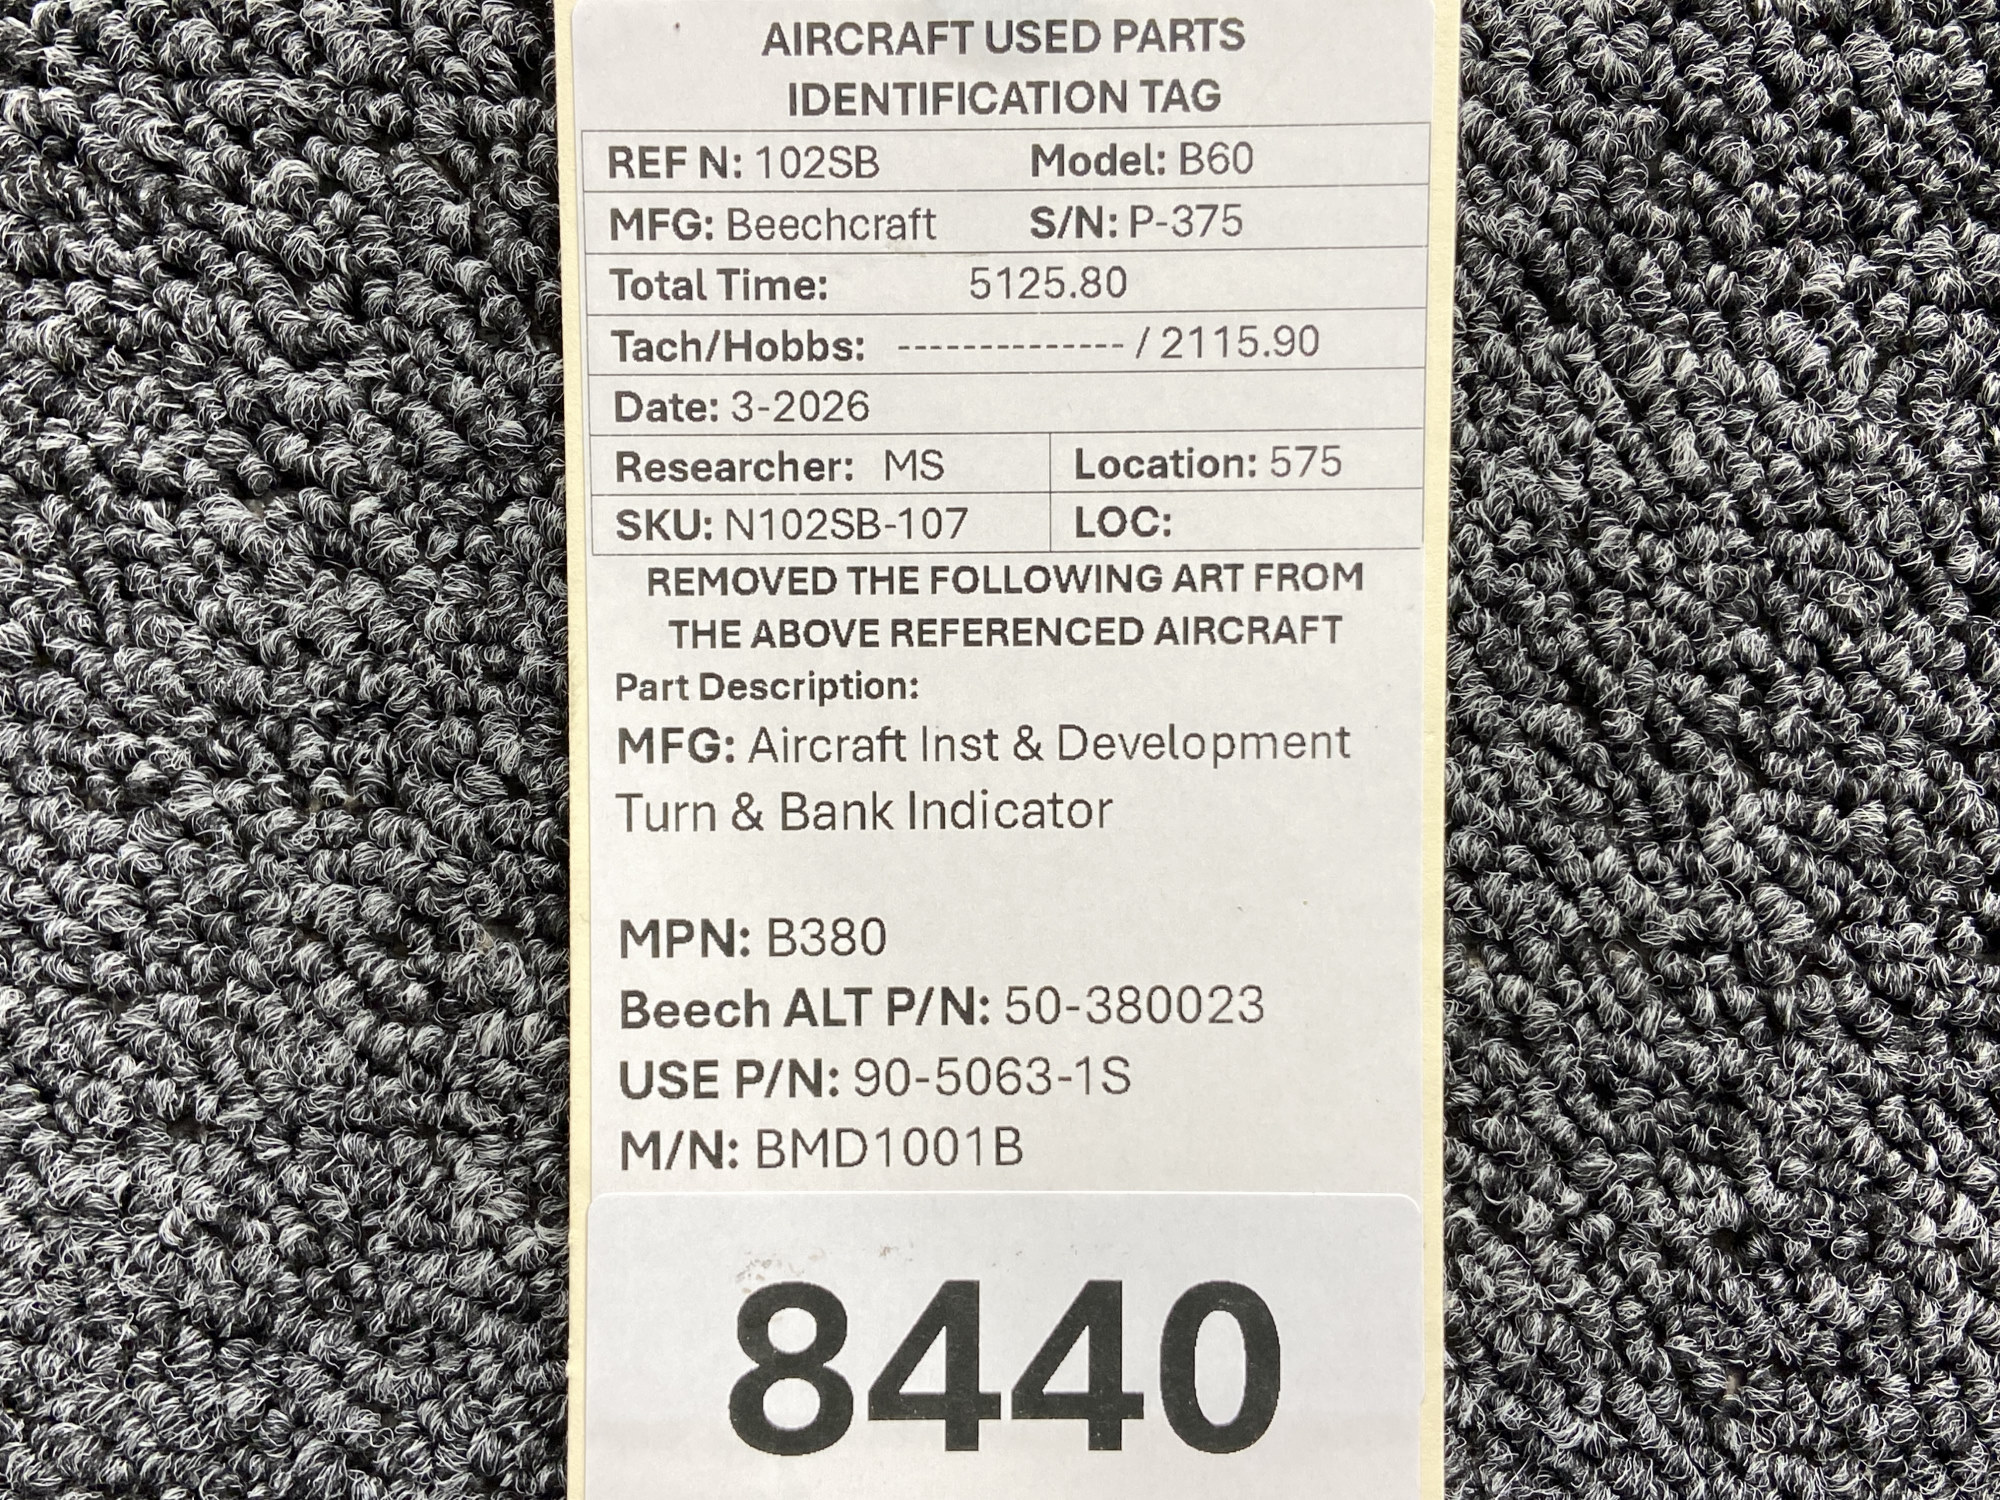 AIRCRAFT USED PARTS
IDENTIFICATION TAG
REF N: 102SB Model: B60
MFG: Beechcraft S/N: P-375
Total Time: 5125.80
Tach/Hobbs: -------------- / 2115.90
Date: 3-2026
Researcher: MS Location: 575
SKU: N102SB-107 LOC:
REMOVED THE FOLLOWING ART FROM
THE ABOVE REFERENCED AIRCRAFT
Part Description:
MFG: Aircraft Inst & Development
Turn & Bank Indicator
MPN: B380
Beech ALT P/N: 50-380023
USE P/N: 90-5063-1S
M/N: BMD1001B
8440